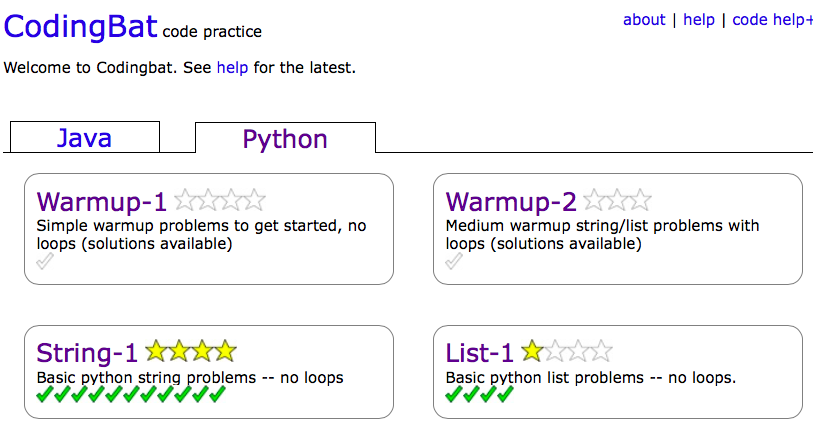 CodingBat code practice
about | help | code help+
Welcome to Codingbat. See help for the latest.
Java
Python
Warmup-1
Simple warmup problems to get started, no
loops (solutions available)
Warmup-2
Medium warmup string/list problems with
loops (solutions available)
String-1
Basic python string problems -- no loops
List-1
Basic python list problems -- no loops.